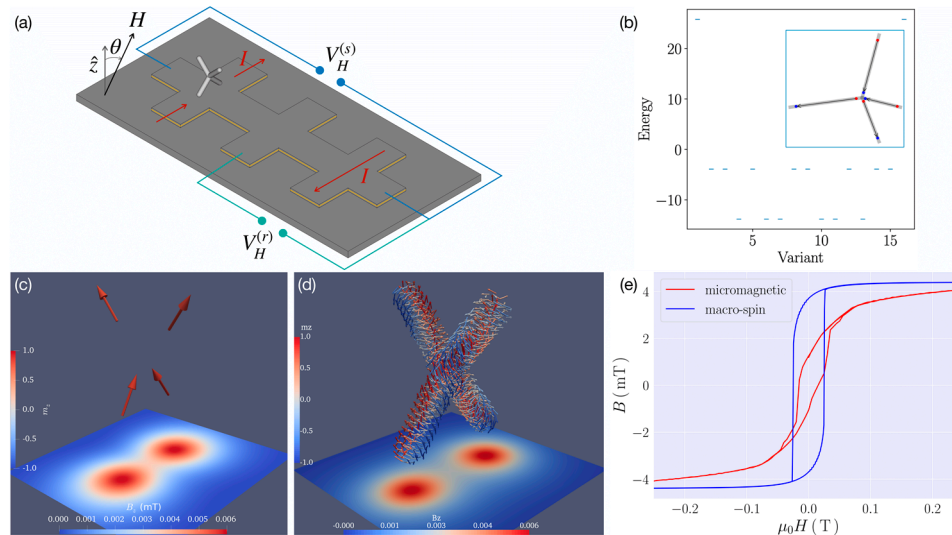 (a)
H
θ
ẑ
I
V_H^(s)
I
V_H^(r)
(b)
Energy
20
10
0
−10
5
10
15
Variant
(c)
1.0
0.5
0.0
-0.5
-1.0
m_z
B_z (mT)
0.000 0.001 0.002 0.003 0.004 0.005 0.006
(d)
mz
1.0
0.5
0.0
-0.5
-1.0
Bz
-0.000 0.001 0.003 0.004 0.006
(e)
micromagnetic
macro-spin
B (mT)
4
2
0
−2
−4
−0.2 −0.1 0.0 0.1 0.2
μ₀H (T)